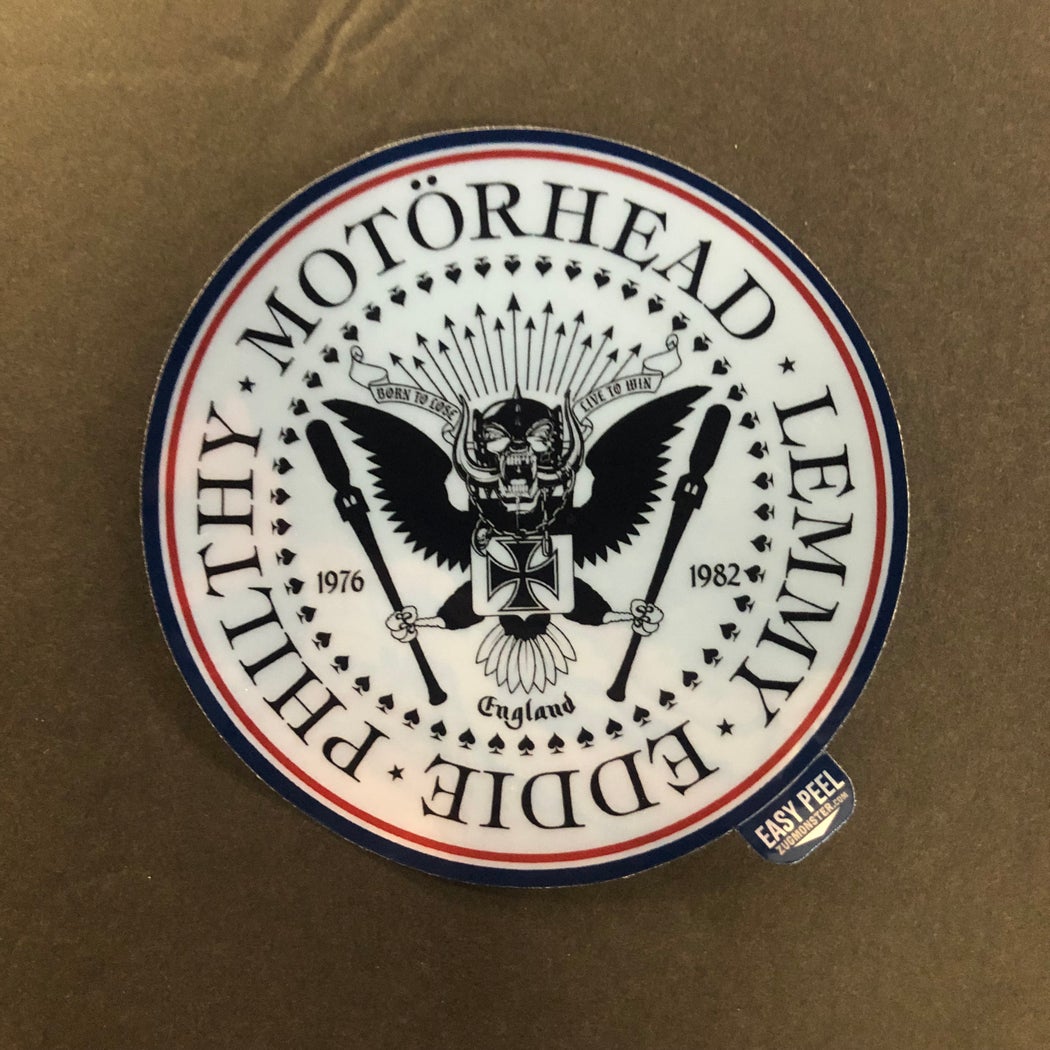 MOTÖRHEAD
LEMMY
EDDIE
PHILTHY
BORN TO LOSE
LIVE TO WIN
1976
1982
England
EASY PEEL
ZUGMONSTER.COM